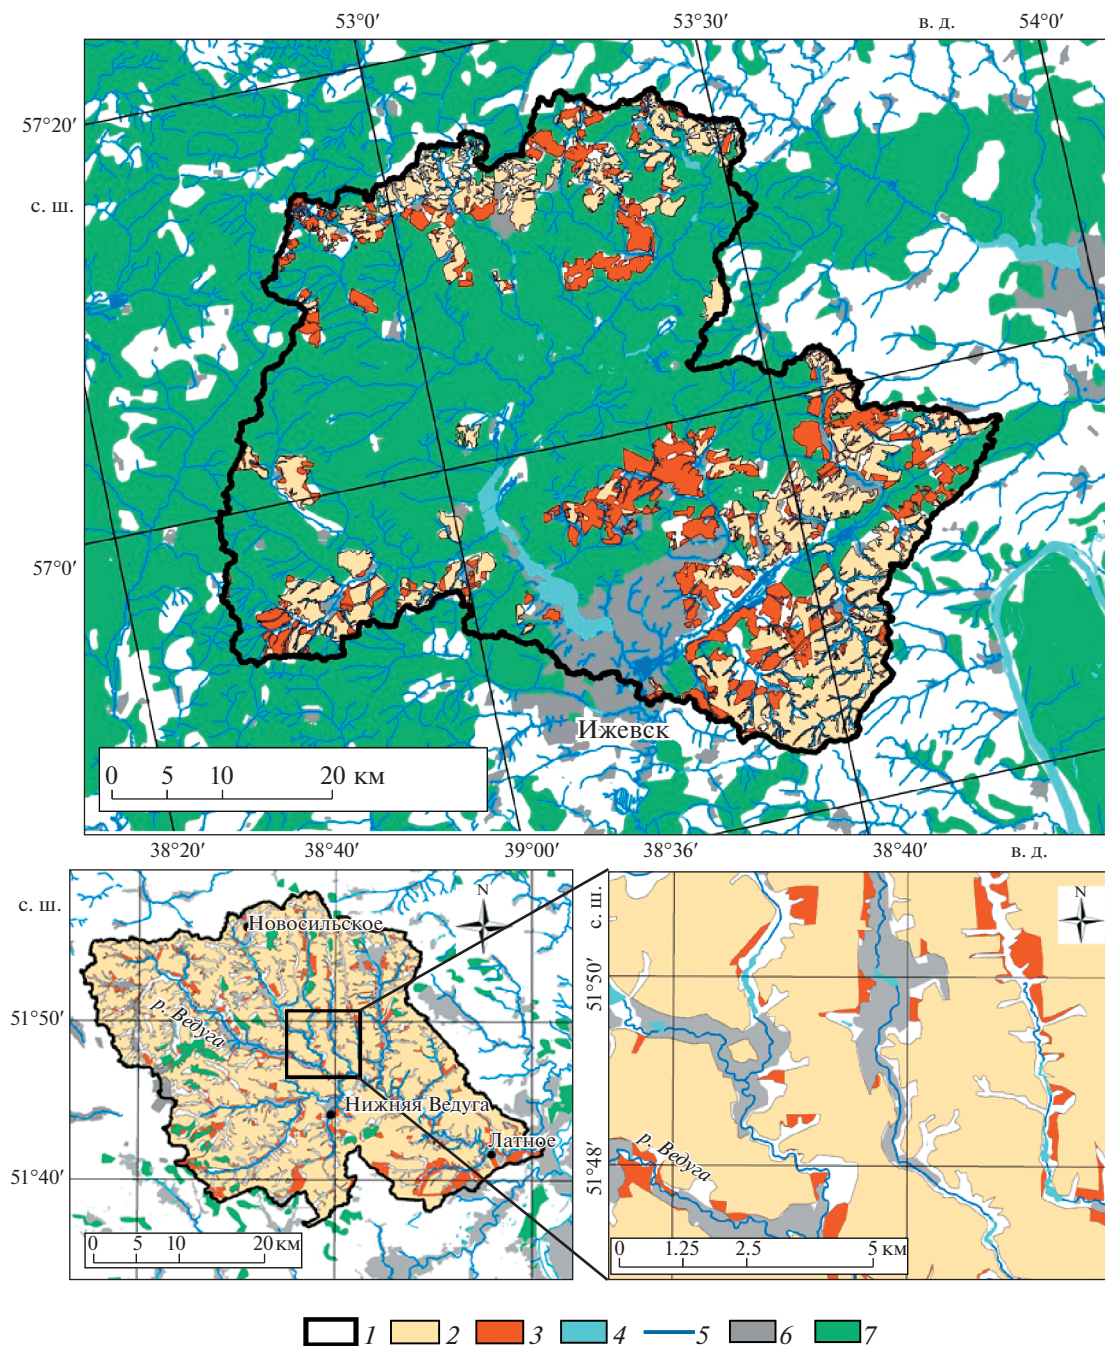 53°0′ 53°30′ в. д. 54°0′
57°20′
с. ш.
57°0′
Ижевск
0 5 10 20 км
38°20′ 38°40′ 39°00′ 38°36′ 38°40′ в. д.
с. ш.
N
Новосильское
51°50′
р. Ведуга
Нижняя Ведуга
Латное
51°40′
0 5 10 20 км
с. ш.
N
51°50′
51°48′
р. Ведуга
0 1.25 2.5 5 км
1 2 3 4 5 6 7